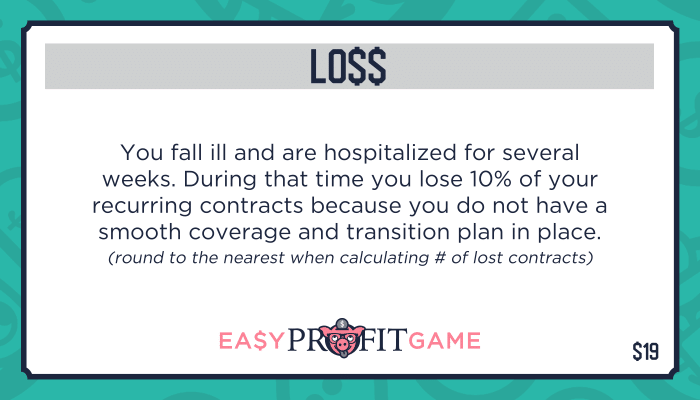 LO$$
You fall ill and are hospitalized for several
weeks. During that time you lose 10% of your
recurring contracts because you do not have a
smooth coverage and transition plan in place.
(round to the nearest when calculating # of lost contracts)
EA$YPROFITGAME
$19